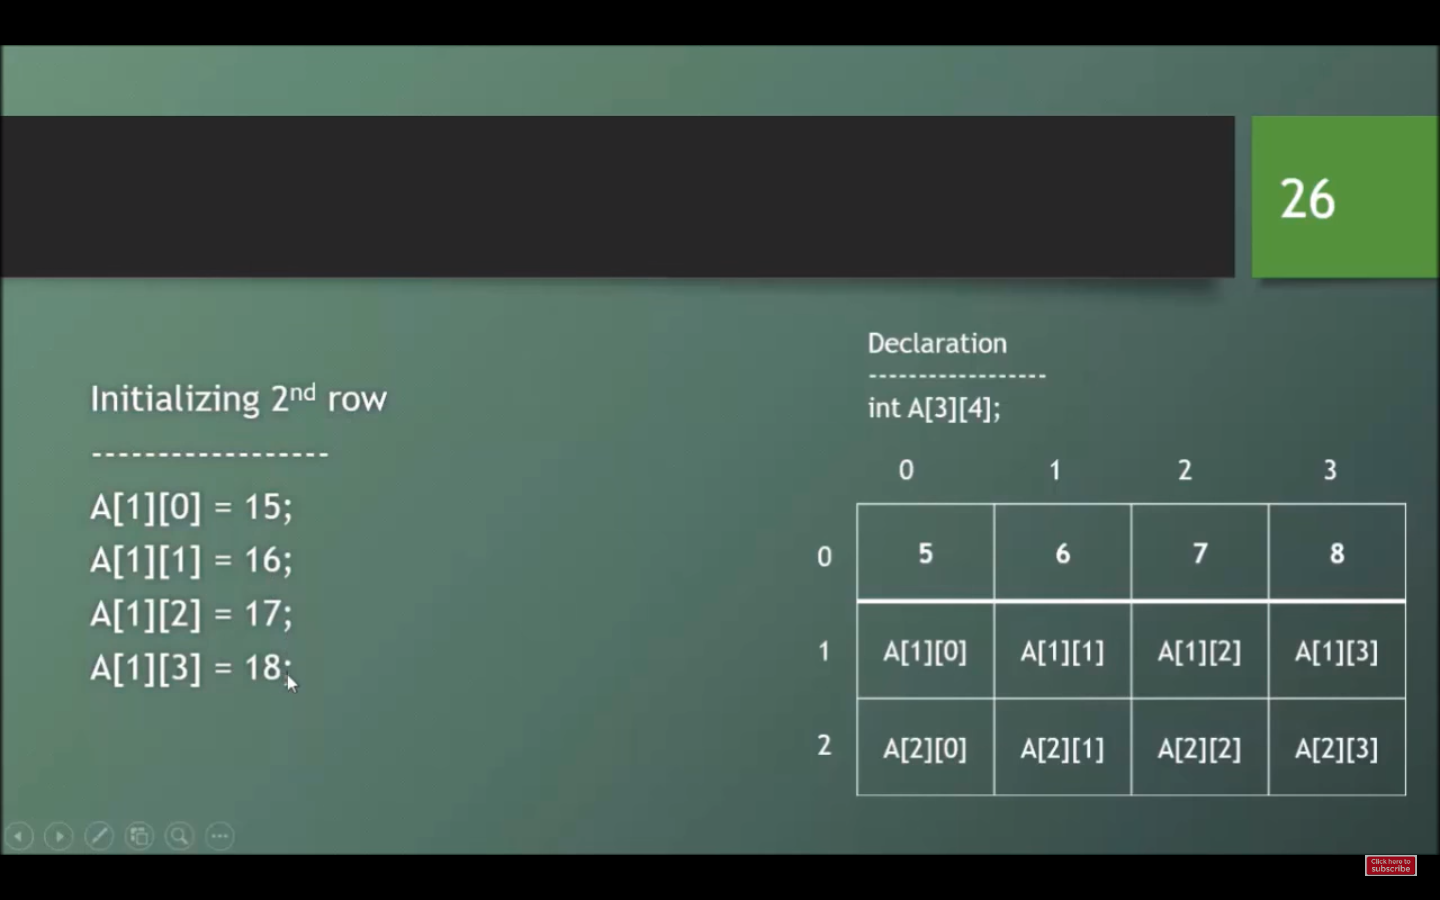 26
Initializing 2nd row
------------------
A[1][0] = 15;
A[1][1] = 16;
A[1][2] = 17;
A[1][3] = 18;
Declaration
------------------
int A[3][4];
0 1 2 3
0 5 6 7 8
1 A[1][0] A[1][1] A[1][2] A[1][3]
2 A[2][0] A[2][1] A[2][2] A[2][3]
Click here to
subscribe